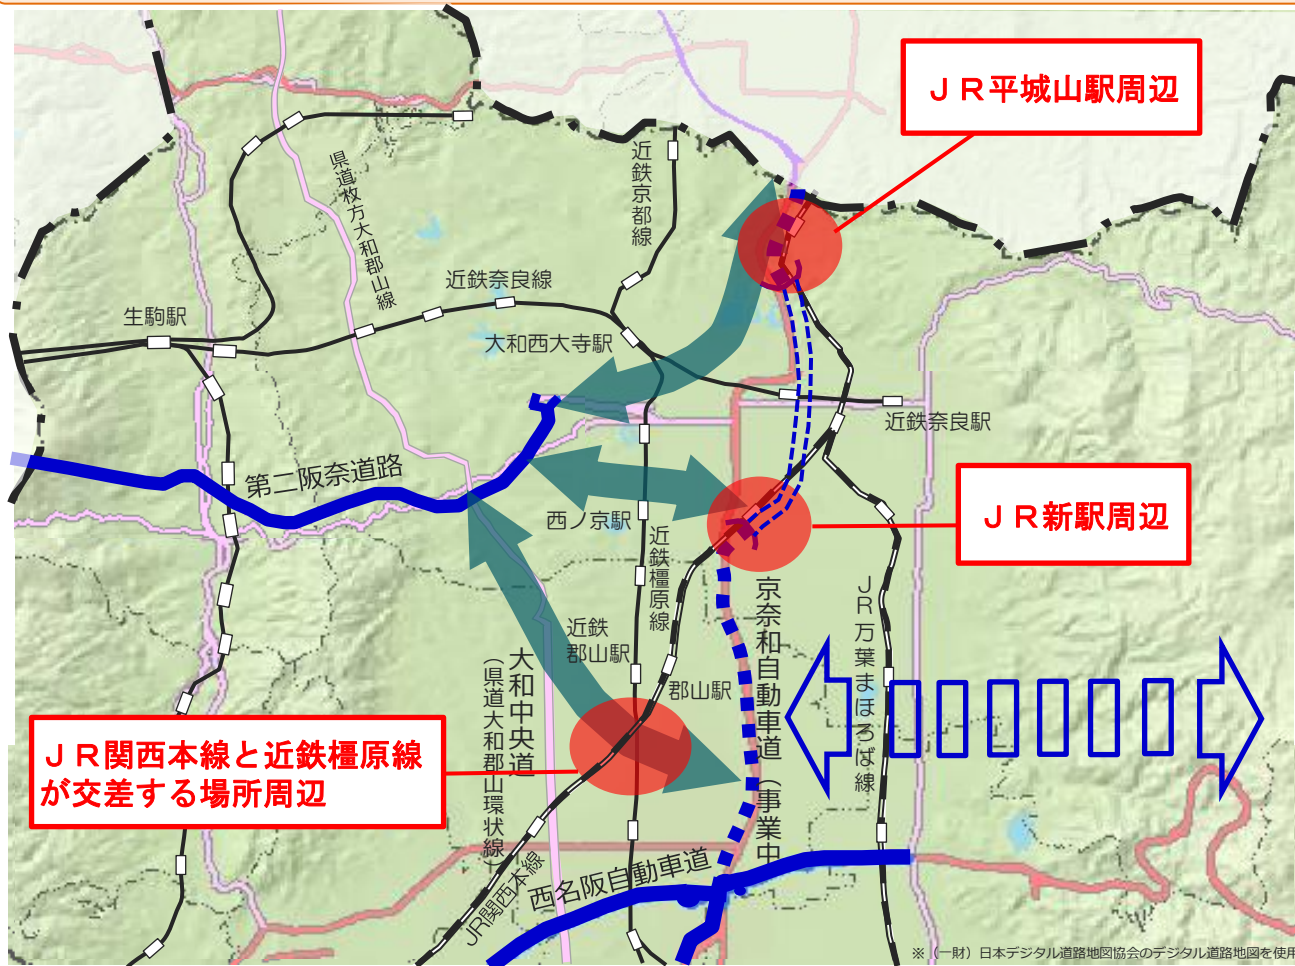 ＪＲ平城山駅周辺
近鉄京都線
県道枚方大和郡山線
近鉄奈良線
生駒駅
大和西大寺駅
近鉄奈良駅
第二阪奈道路
ＪＲ新駅周辺
西ノ京駅
近鉄橿原線
京奈和自動車道（事業中
ＪＲ万葉まほろば線
近鉄
郡山駅
大和中央道
（県道大和郡山環状線）
郡山駅
ＪＲ関西本線と近鉄橿原線
が交差する場所周辺
西名阪自動車道
JR関西本線
※（一財）日本デジタル道路地図協会のデジタル道路地図を使用